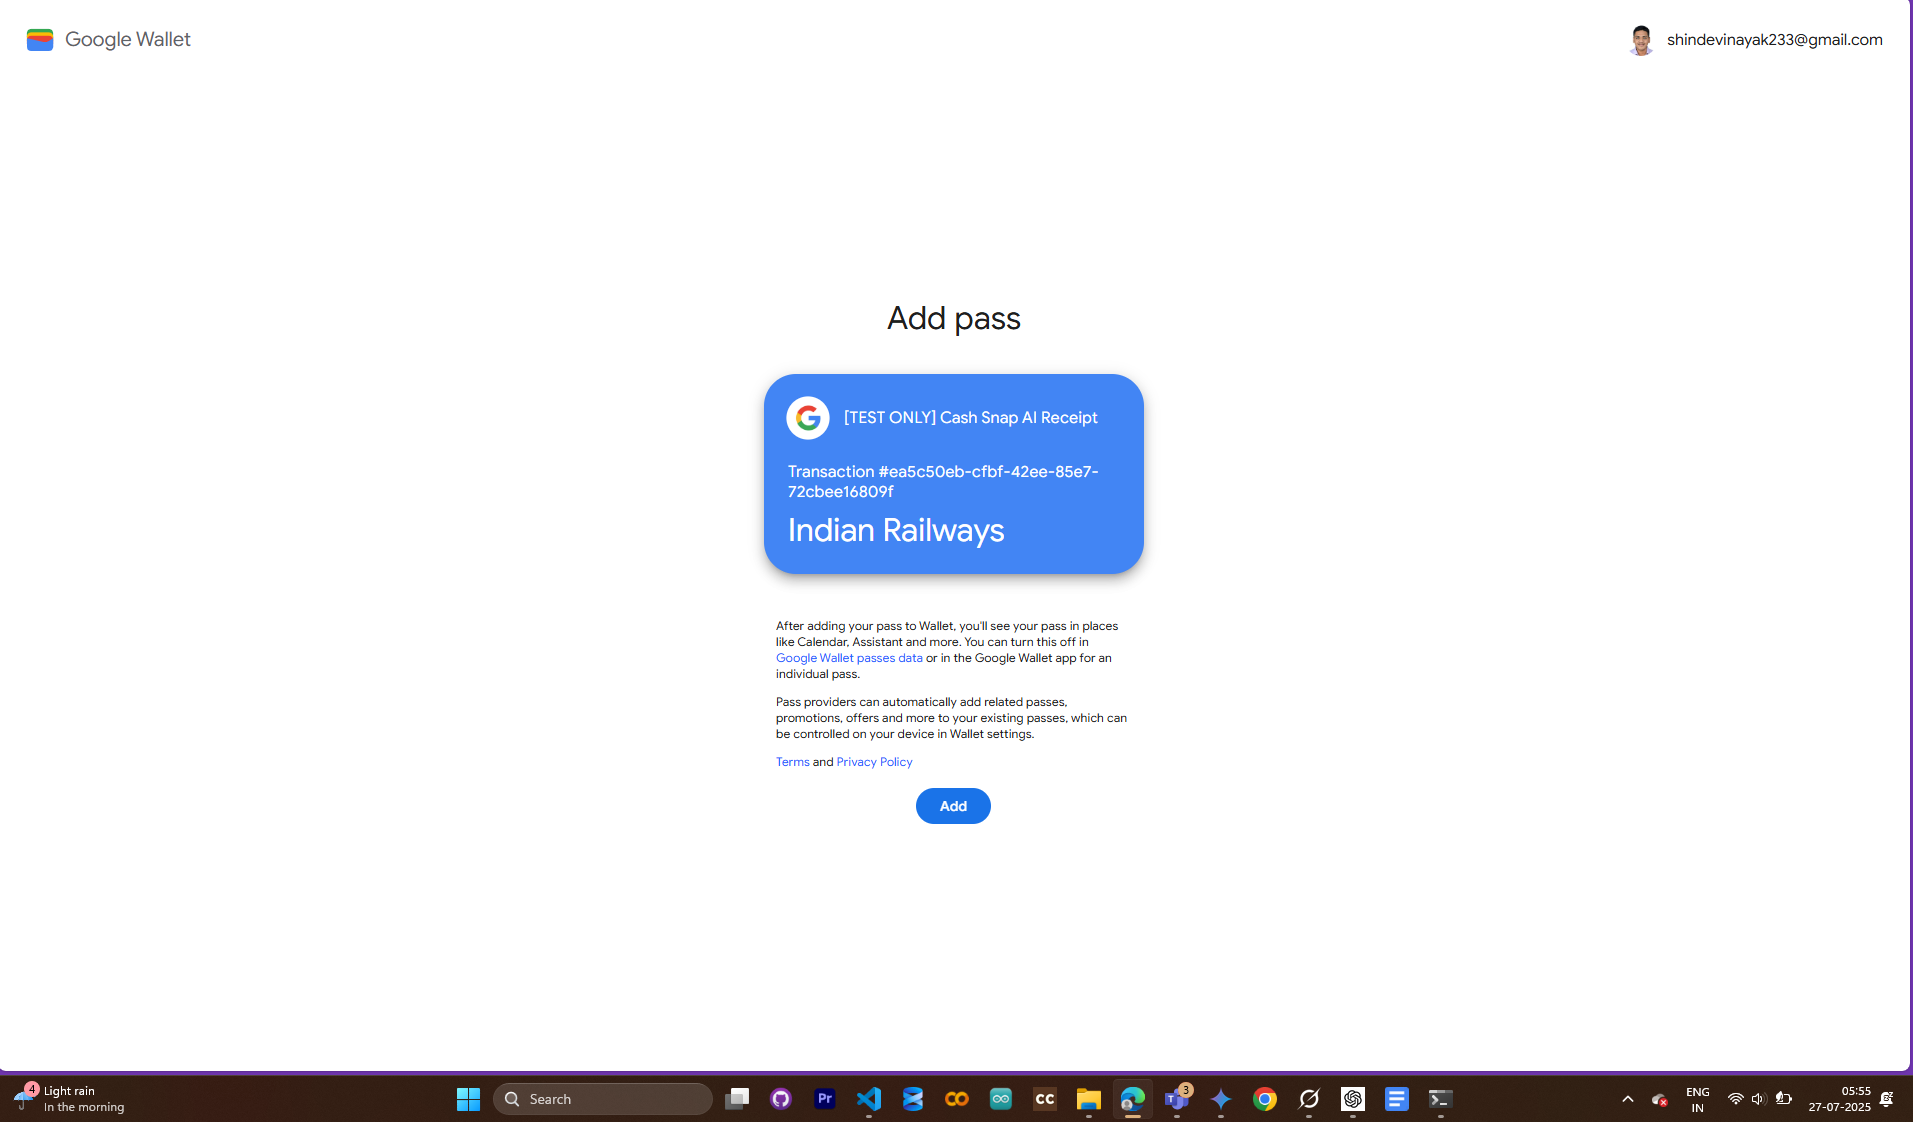 Google Wallet
shindevinayak233@gmail.com
Add pass
[TEST ONLY] Cash Snap AI Receipt
Transaction #ea5c50eb-cfbf-42ee-85e7-
72cbee16809f
Indian Railways
After adding your pass to Wallet, you'll see your pass in places
like Calendar, Assistant and more. You can turn this off in
Google Wallet passes data or in the Google Wallet app for an
individual pass.
Pass providers can automatically add related passes,
promotions, offers and more to your existing passes, which can
be controlled on your device in Wallet settings.
Terms and Privacy Policy
Add
4
Light rain
In the morning
Search
Pr
CC
3
ENG
IN
05:55
27-07-2025